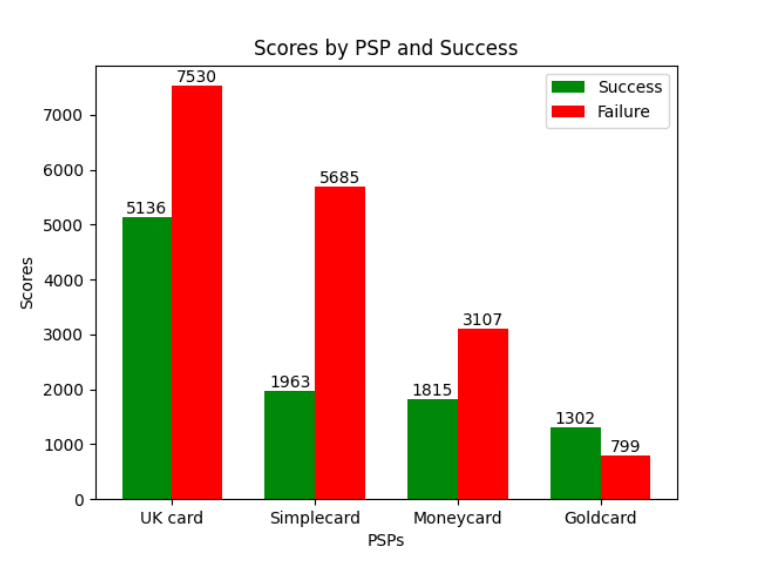 Scores by PSP and Success
7530
Success
Failure
7000
6000
5685
5136
5000
Scores
4000
3107
3000
1963
1815
2000
1302
1000
799
0
UK card Simplecard Moneycard Goldcard
PSPs